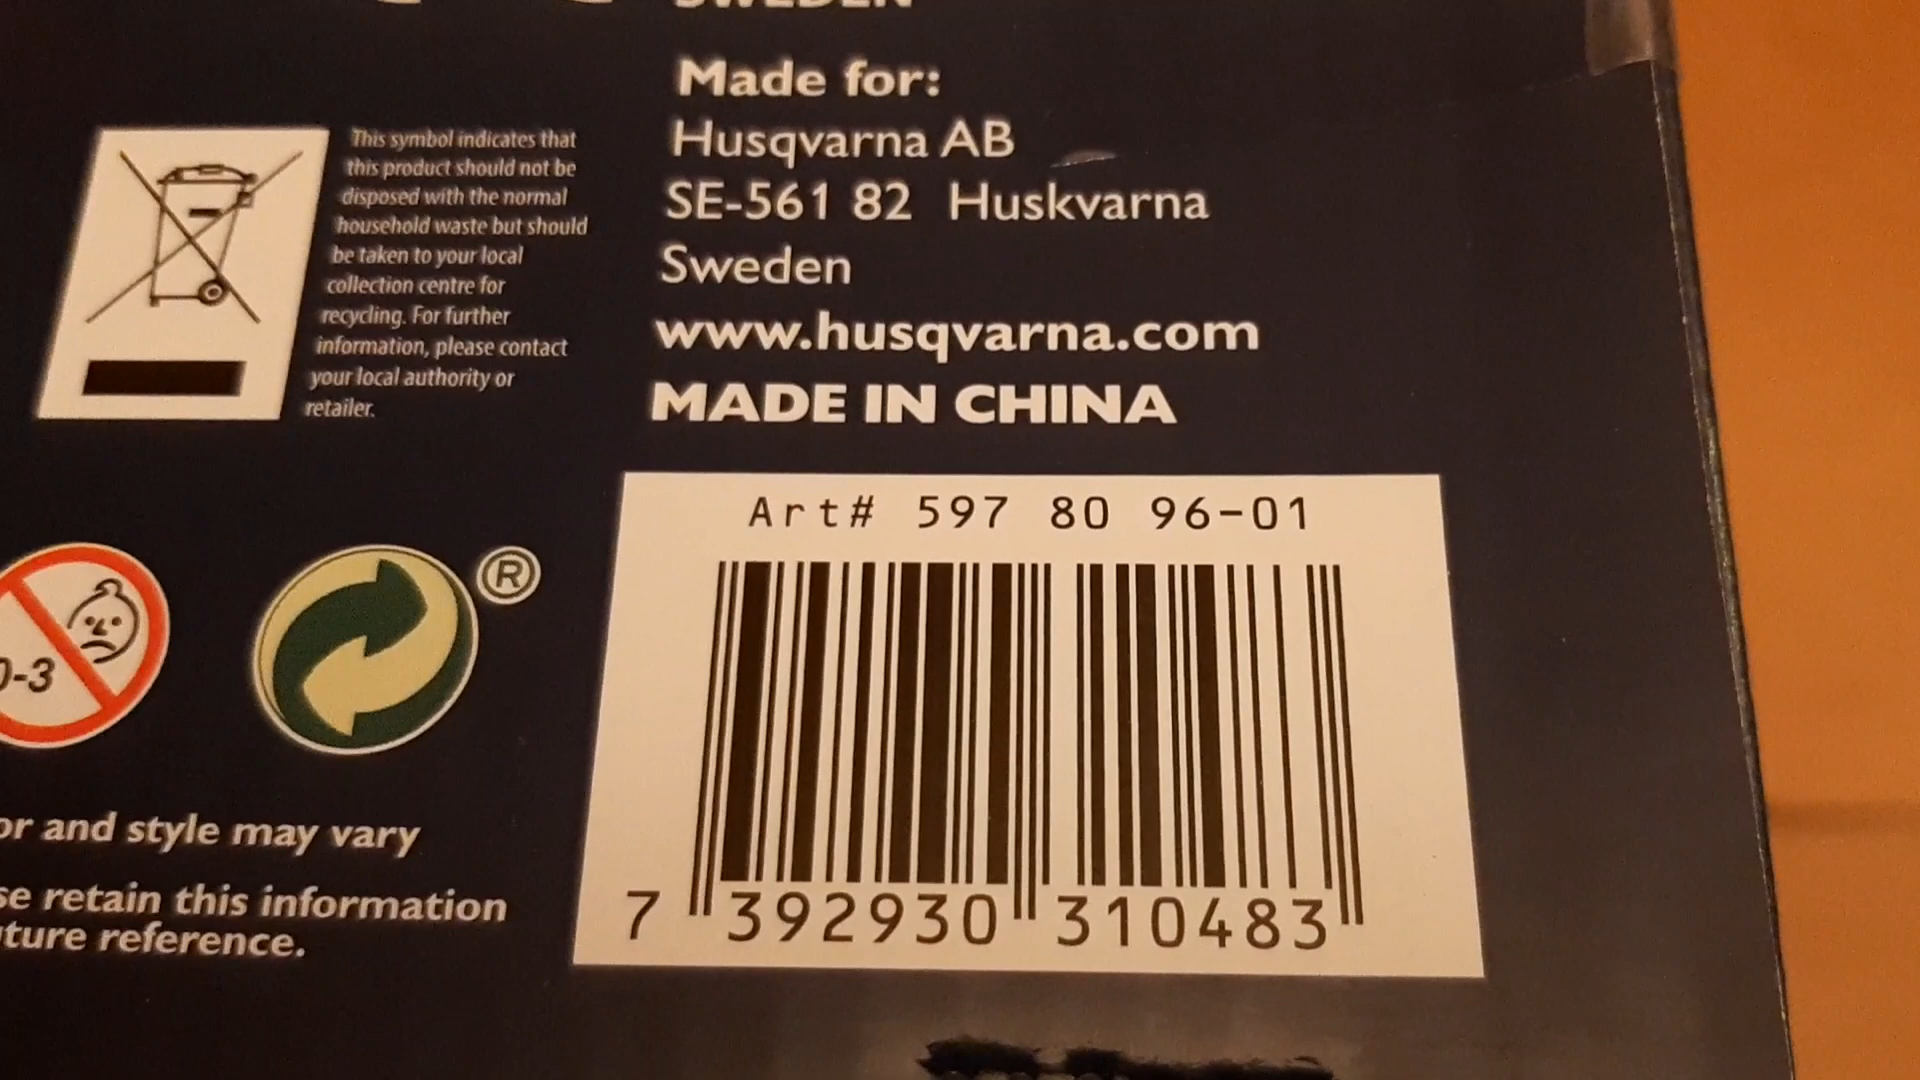 SWEDEN
Made for:
Husqvarna AB
SE-561 82 Huskvarna
Sweden
www.husqvarna.com
MADE IN CHINA
This symbol indicates that
this product should not be
disposed with the normal
household waste but should
be taken to your local
collection centre for
recycling. For further
information, please contact
your local authority or
retailer.
Art# 597 80 96-01
7 392930 310483
®
0-3
or and style may vary
se retain this information
ture reference.